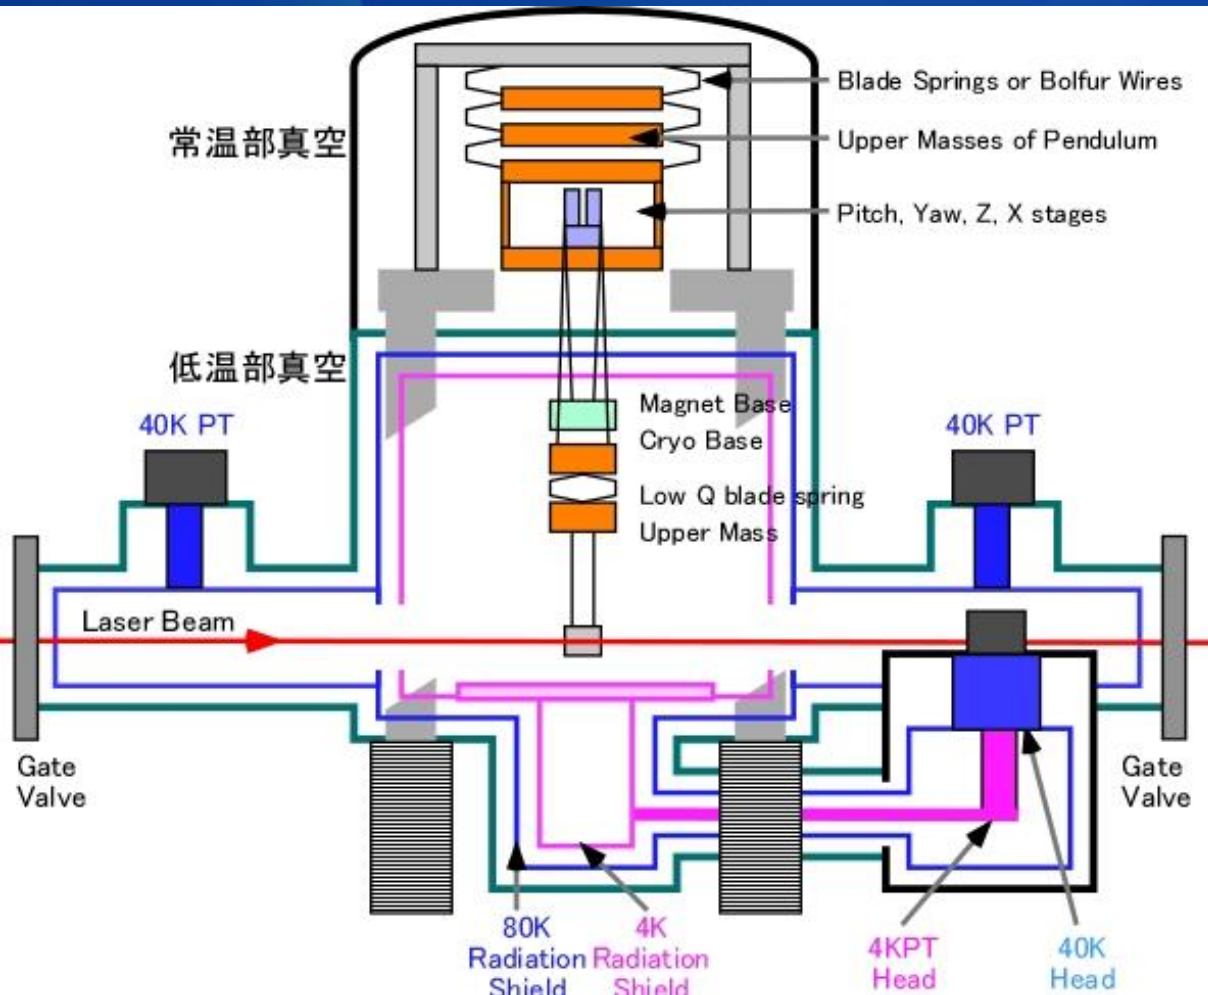 Blade Springs or Bolfur Wires
常温部真空
Upper Masses of Pendulum
Pitch, Yaw, Z, X stages
低温部真空
Magnet Base
40K PT
Cryo Base
40K PT
Low Q blade spring
Upper Mass
Laser Beam
Gate
Valve
Gate
Valve
80K
Radiation
Shield
4K
Radiation
Shield
4KPT
Head
40K
Head